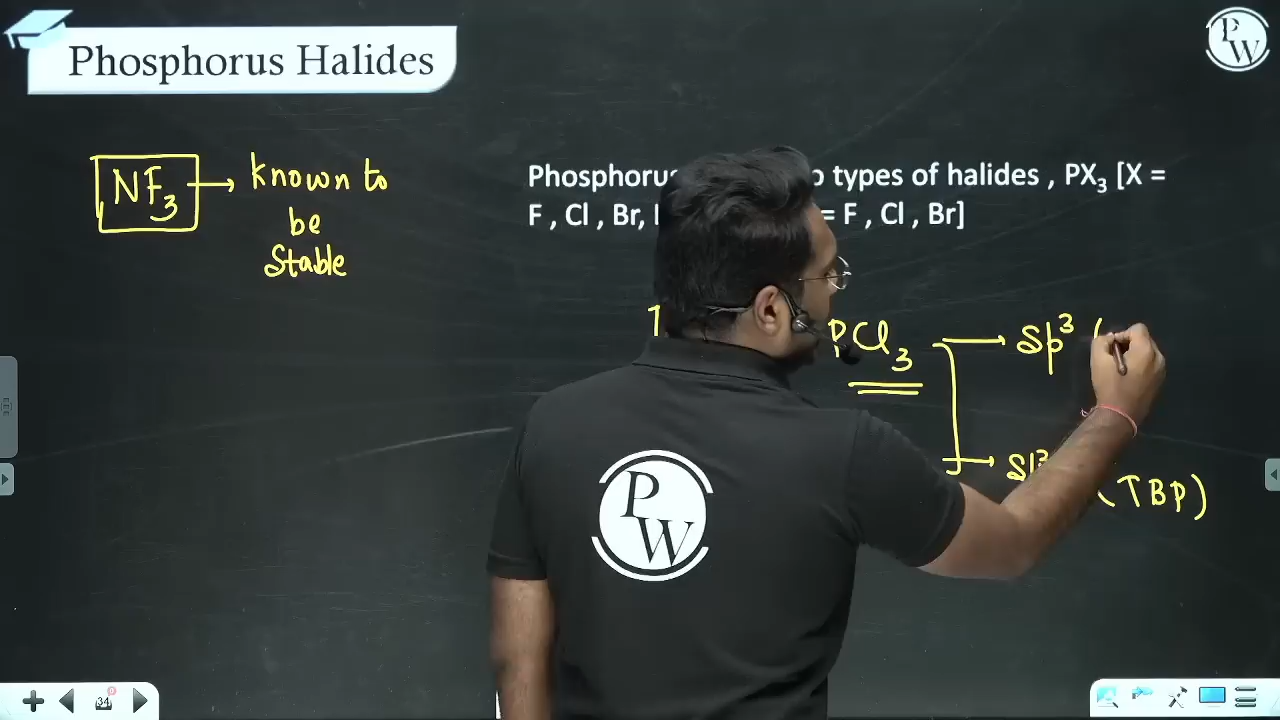 Phosphorus Halides
PW
NF3 → Known to
be
Stable
Phosphorus types of halides , PX3 [X =
F , Cl , Br, = F , Cl , Br]
PCl3 → sp3 (
(TBP)
PW
34